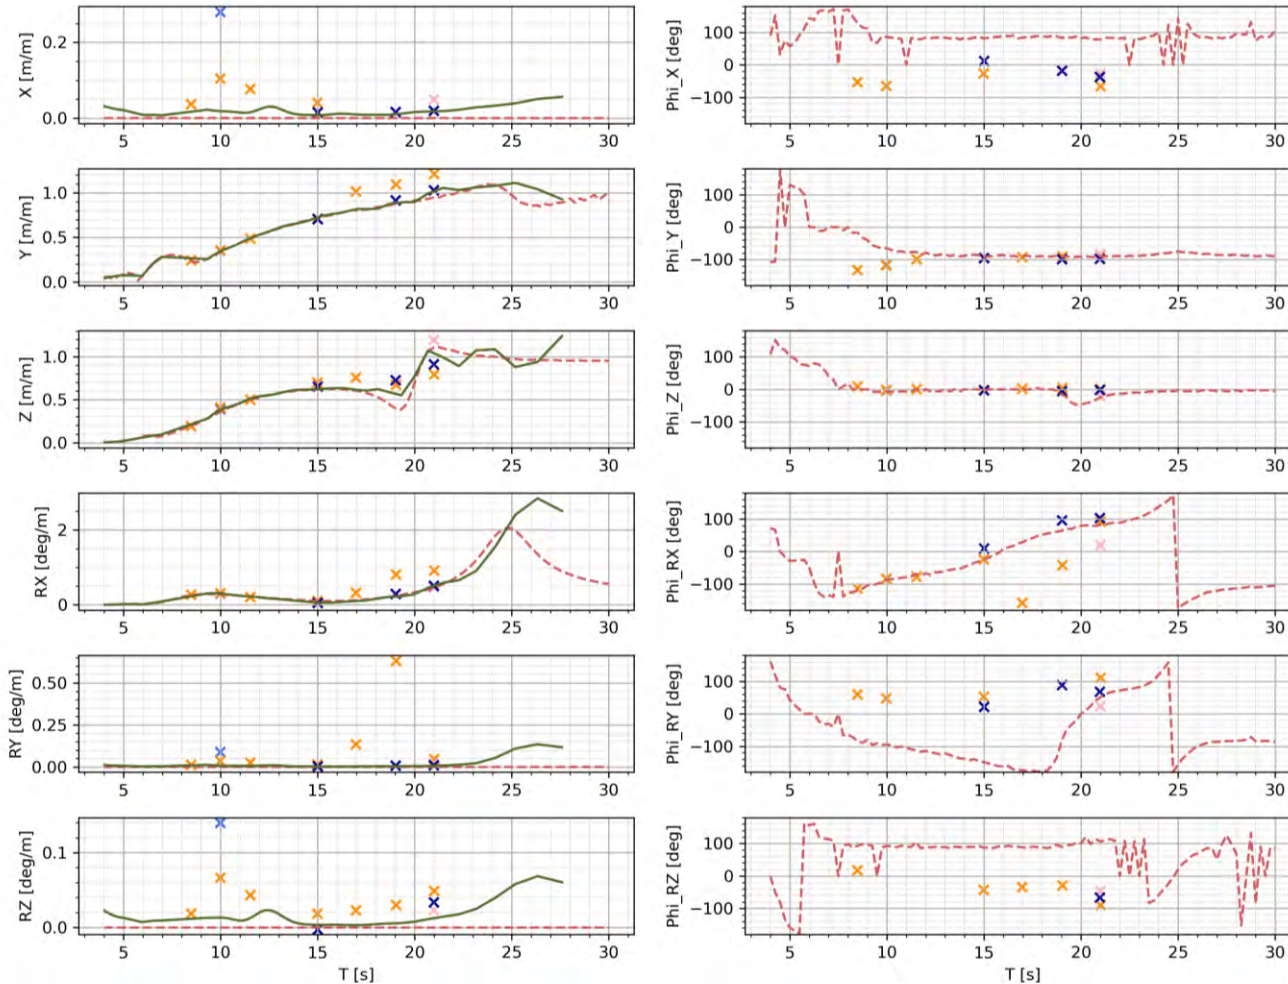 X [m/m]
0.2
0.0
5 10 15 20 25 30
Phi_X [deg]
100
0
−100
5 10 15 20 25 30
Y [m/m]
1.0
0.5
0.0
5 10 15 20 25 30
Phi_Y [deg]
100
0
−100
5 10 15 20 25 30
Z [m/m]
1.0
0.5
0.0
5 10 15 20 25 30
Phi_Z [deg]
100
0
−100
5 10 15 20 25 30
RX [deg/m]
2
0
5 10 15 20 25 30
Phi_RX [deg]
100
0
−100
5 10 15 20 25 30
RY [deg/m]
0.50
0.25
0.00
5 10 15 20 25 30
Phi_RY [deg]
100
0
−100
5 10 15 20 25 30
RZ [deg/m]
0.1
0.0
5 10 15 20 25 30
T [s]
Phi_RZ [deg]
100
0
−100
5 10 15 20 25 30
T [s]